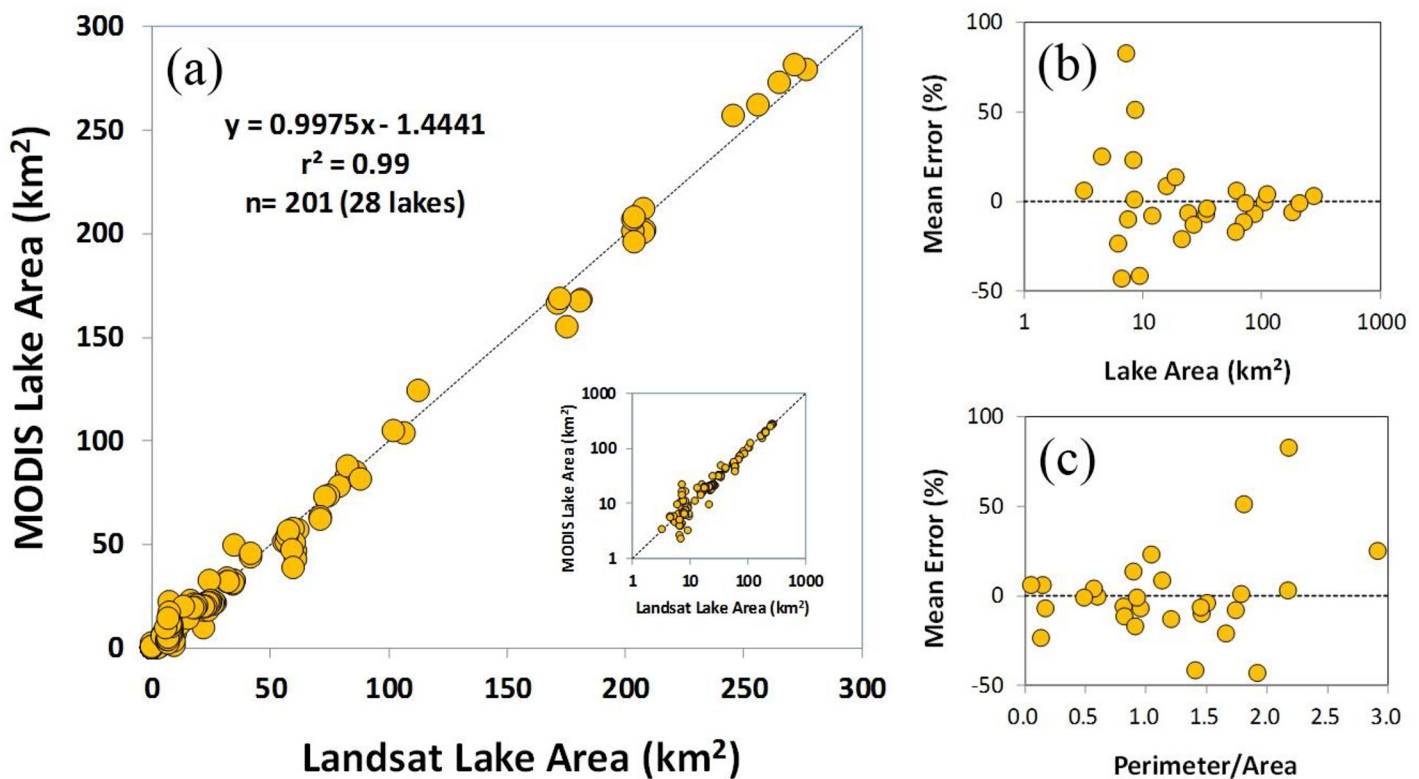 (a)
y = 0.9975x - 1.4441
r² = 0.99
n= 201 (28 lakes)
MODIS Lake Area (km²)
300
250
200
150
100
50
0
0 50 100 150 200 250 300
Landsat Lake Area (km²)
MODIS Lake Area (km²)
1000
100
10
1
1 10 100 1000
Landsat Lake Area (km²)
(b)
Mean Error (%)
100
50
0
-50
1 10 100 1000
Lake Area (km²)
(c)
Mean Error (%)
100
50
0
-50
0.0 0.5 1.0 1.5 2.0 2.5 3.0
Perimeter/Area